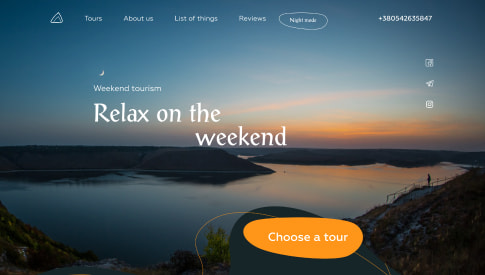 Tours
About us
List of things
Reviews
Night mode
+380542635847
Weekend tourism
Relax on the
weekend
Choose a tour